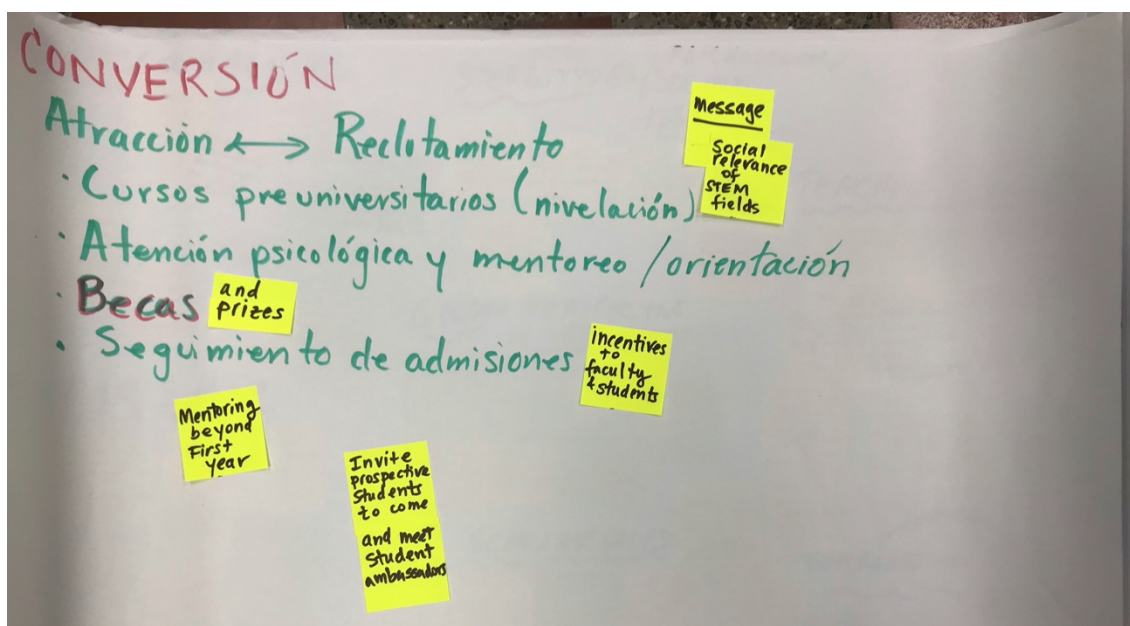 CONVERSIÓN
Atracción ↔ Reclutamiento
message
Social
relevance
of
STEM
fields
· Cursos preuniversitarios (nivelación)
· Atención psicológica y mentoreo / orientación
· Becas
and
prizes
· Seguimiento de admisiones
incentives
to
faculty
& students
Mentoring
beyond
First
year
Invite
prospective
Students
to come
and meet
Student
ambassadors